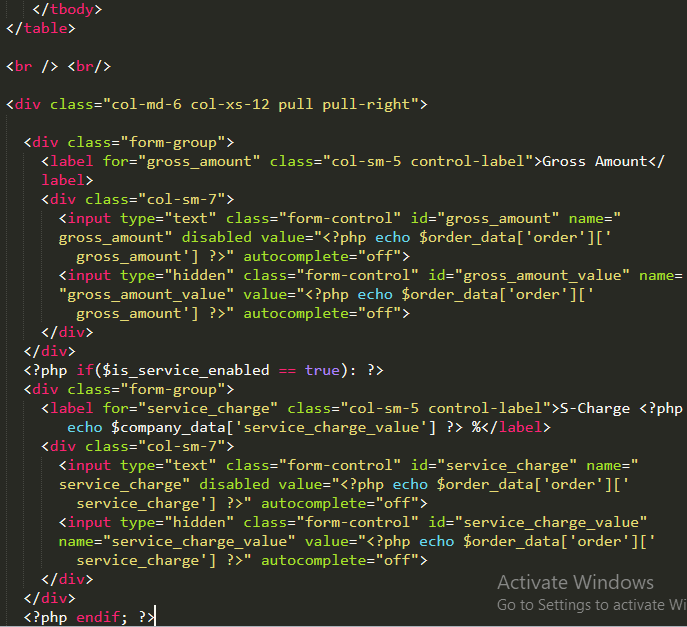 </tbody>
</table>
<br /> <br/>
<div class="col-md-6 col-xs-12 pull pull-right">
<div class="form-group">
<label for="gross_amount" class="col-sm-5 control-label">Gross Amount</
label>
<div class="col-sm-7">
<input type="text" class="form-control" id="gross_amount" name="
gross_amount" disabled value="<?php echo $order_data['order']['
gross_amount'] ?>" autocomplete="off">
<input type="hidden" class="form-control" id="gross_amount_value" name=
"gross_amount_value" value="<?php echo $order_data['order']['
gross_amount'] ?>" autocomplete="off">
</div>
</div>
<?php if($is_service_enabled == true): ?>
<div class="form-group">
<label for="service_charge" class="col-sm-5 control-label">S-Charge <?php
echo $company_data['service_charge_value'] ?> %</label>
<div class="col-sm-7">
<input type="text" class="form-control" id="service_charge" name="
service_charge" disabled value="<?php echo $order_data['order']['
service_charge'] ?>" autocomplete="off">
<input type="hidden" class="form-control" id="service_charge_value"
name="service_charge_value" value="<?php echo $order_data['order']['
service_charge'] ?>" autocomplete="off">
</div>
</div>
<?php endif; ?>
Activate Windows
Go to Settings to activate Wi